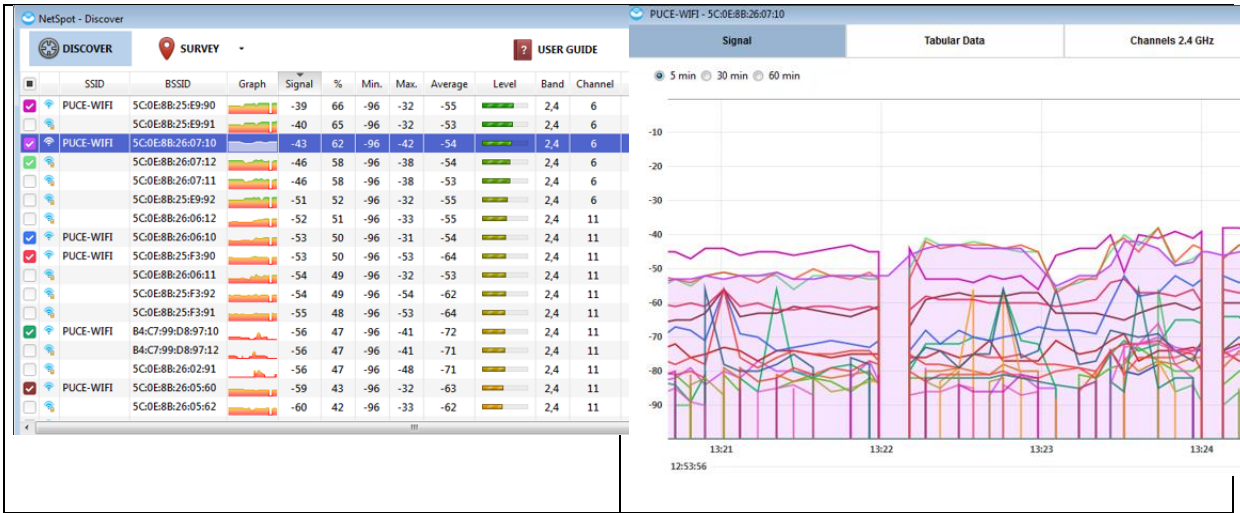 NetSpot - Discover
DISCOVER SURVEY ? USER GUIDE
SSID BSSID Graph Signal % Min. Max. Average Level Band Channel
PUCE-WIFI 5C:0E:8B:25:E9:90 -39 66 -96 -32 -55 2,4 6
5C:0E:8B:25:E9:91 -40 65 -96 -32 -53 2,4 6
PUCE-WIFI 5C:0E:8B:26:07:10 -43 62 -96 -42 -54 2,4 6
5C:0E:8B:26:07:12 -46 58 -96 -38 -54 2,4 6
5C:0E:8B:26:07:11 -46 58 -96 -38 -53 2,4 6
5C:0E:8B:25:E9:92 -51 52 -96 -32 -55 2,4 6
5C:0E:8B:26:06:12 -52 51 -96 -33 -55 2,4 11
PUCE-WIFI 5C:0E:8B:26:06:10 -53 50 -96 -31 -54 2,4 11
PUCE-WIFI 5C:0E:8B:25:F3:90 -53 50 -96 -53 -64 2,4 11
5C:0E:8B:26:06:11 -54 49 -96 -32 -53 2,4 11
5C:0E:8B:25:F3:92 -54 49 -96 -54 -62 2,4 11
5C:0E:8B:25:F3:91 -55 48 -96 -53 -64 2,4 11
PUCE-WIFI B4:C7:99:D8:97:10 -56 47 -96 -41 -72 2,4 11
B4:C7:99:D8:97:12 -56 47 -96 -41 -71 2,4 11
5C:0E:8B:26:02:91 -56 47 -96 -48 -71 2,4 11
PUCE-WIFI 5C:0E:8B:26:05:60 -59 43 -96 -32 -63 2,4 11
5C:0E:8B:26:05:62 -60 42 -96 -33 -62 2,4 11
PUCE-WIFI - 5C:0E:8B:26:07:10
Signal Tabular Data Channels 2.4 GHz
5 min 30 min 60 min
-10
-20
-30
-40
-50
-60
-70
-80
-90
13:21 13:22 13:23 13:24
12:53:56